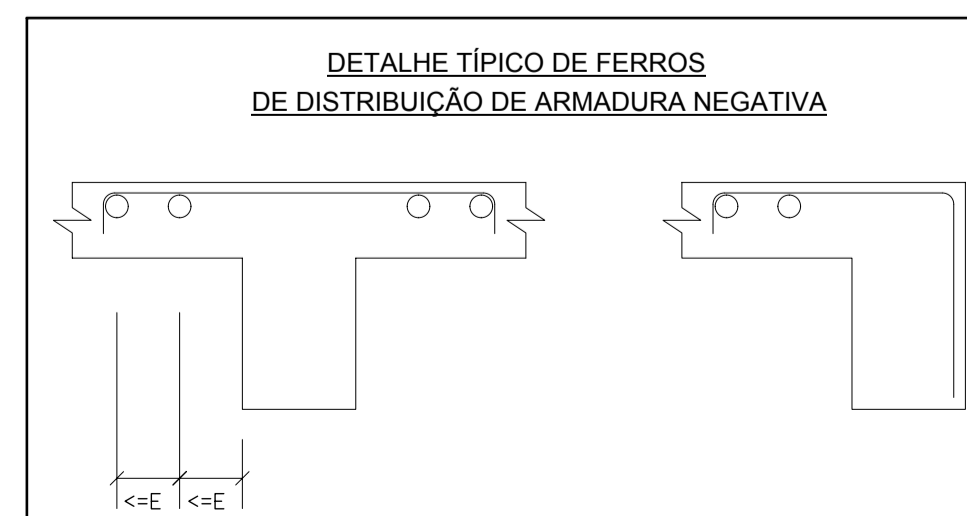 DETALHE TÍPICO DE FERROS
DE DISTRIBUIÇÃO DE ARMADURA NEGATIVA
<=E <=E